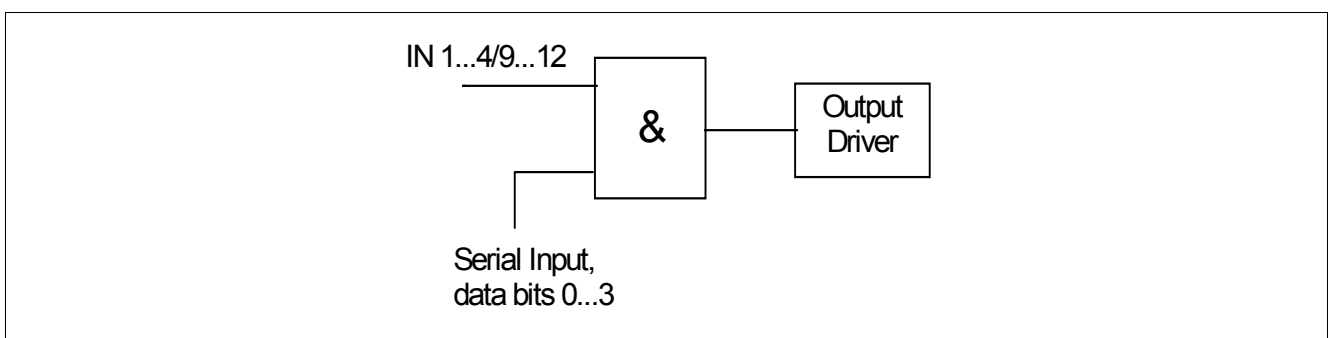 IN 1...4/9...12
&
Output
Driver
Serial Input,
data bits 0...3